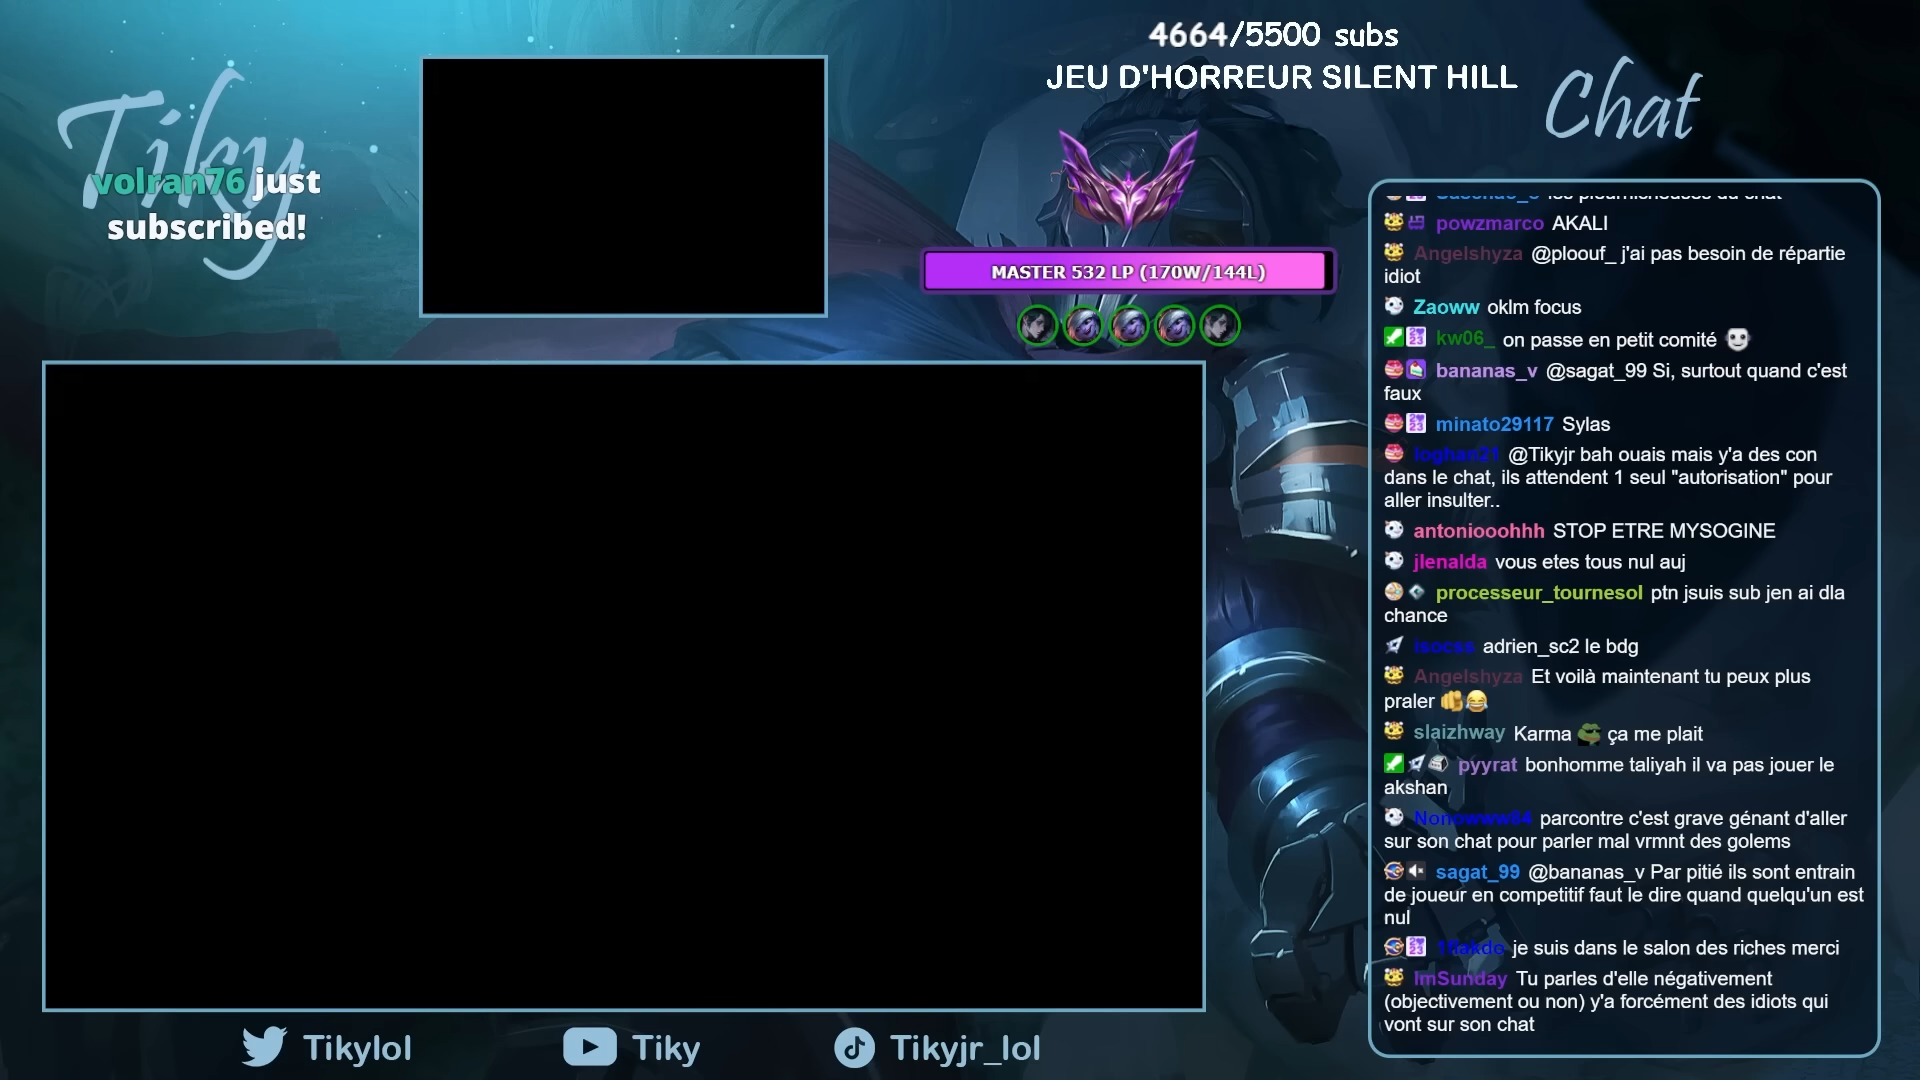 4664/5500 subs
JEU D'HORREUR SILENT HILL
Tiky
volran76 just
subscribed!
MASTER 532 LP (170W/144L)
Chat
powzmarco AKALI
Angelshyza @ploouf_ j'ai pas besoin de répartie
idiot
Zaoww oklm focus
kw06_ on passe en petit comité
bananas_v @sagat_99 Si, surtout quand c'est
faux
minato29117 Sylas
loghan21 @Tikyjr bah ouais mais y'a des con
dans le chat, ils attendent 1 seul "autorisation" pour
aller insulter..
antoniooohhh STOP ETRE MYSOGINE
jlenalda vous etes tous nul auj
processeur_tournesol ptn jsuis sub jen ai dla
chance
isocss adrien_sc2 le bdg
Angelshyza Et voilà maintenant tu peux plus
praler
slaizhway Karma ça me plait
pyyrat bonhomme taliyah il va pas jouer le
akshan
Nonowww84 parcontre c'est grave génant d'aller
sur son chat pour parler mal vrmnt des golems
sagat_99 @bananas_v Par pitié ils sont entrain
de joueur en competitif faut le dire quand quelqu'un est
nul
je suis dans le salon des riches merci
ImSunday Tu parles d'elle négativement
(objectivement ou non) y'a forcément des idiots qui
vont sur son chat
Tikylol
Tiky
Tikyjr_lol